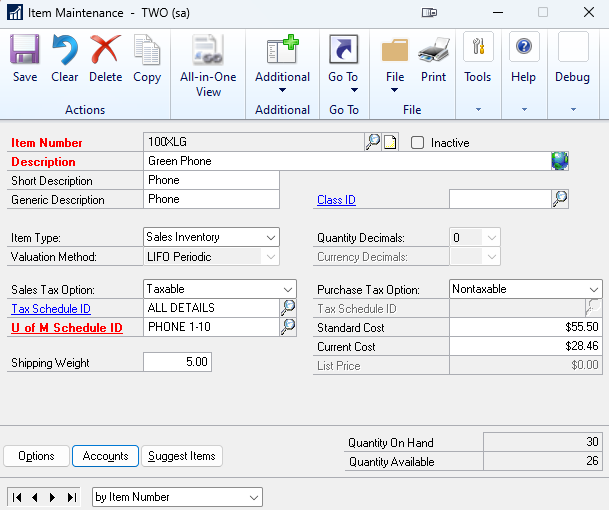 Item Maintenance - TWO (sa)
Save Clear Delete Copy All-in-One View Additional Go To File Print Tools Help Debug
Actions Additional Go To File
Item Number 100XLG Inactive
Description Green Phone
Short Description Phone
Generic Description Phone Class ID
Item Type: Sales Inventory Quantity Decimals: 0
Valuation Method: LIFO Periodic Currency Decimals:
Sales Tax Option: Taxable Purchase Tax Option: Nontaxable
Tax Schedule ID ALL DETAILS Tax Schedule ID
U of M Schedule ID PHONE 1-10 Standard Cost $55.50
Current Cost $28.46
Shipping Weight 5.00 List Price $0.00
Quantity On Hand 30
Options Accounts Suggest Items Quantity Available 26
by Item Number